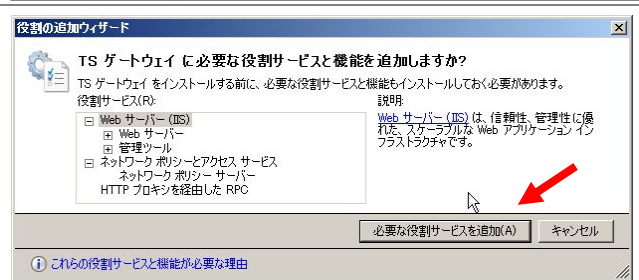 役割の追加ウィザード
TS ゲートウェイ に必要な役割サービスと機能を追加しますか?
TS ゲートウェイ をインストールする前に、必要な役割サービスと機能もインストールしておく必要があります。
役割サービス(R):
Web サーバー (IIS)
Web サーバー
管理ツール
ネットワーク ポリシーとアクセス サービス
ネットワーク ポリシー サーバー
HTTP プロキシを経由した RPC
説明:
Web サーバー (IIS) は、信頼性、管理性に優
れた、スケーラブルな Web アプリケーション イン
フラストラクチャです。
必要な役割サービスを追加(A)
キャンセル
これらの役割サービスと機能が必要な理由